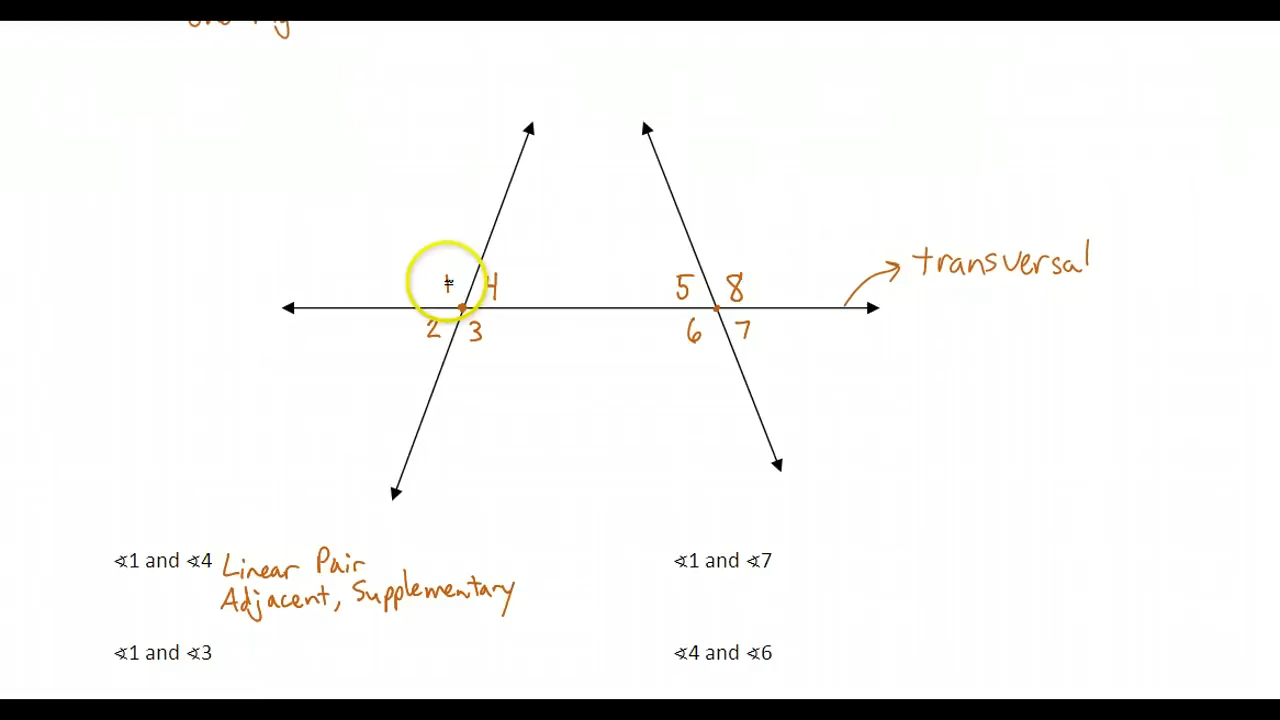 1 4
5 8
transversal
2 3
6 7
∢1 and ∢4 Linear Pair
Adjacent, Supplementary
∢1 and ∢7
∢1 and ∢3
∢4 and ∢6